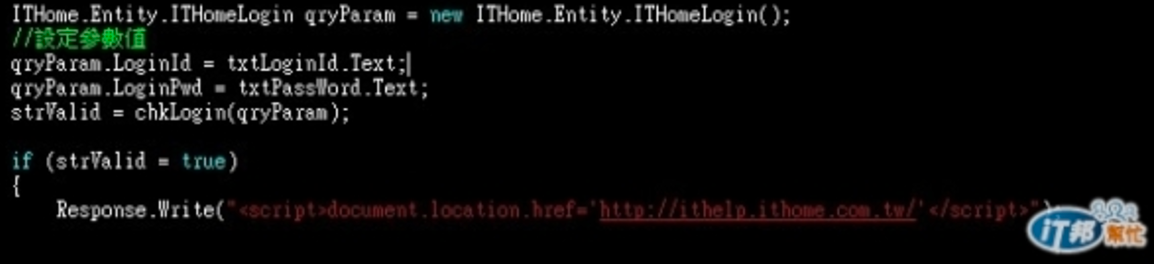 ITHome.Entity.ITHomeLogin qryParam = new ITHome.Entity.ITHomeLogin();
//設定參數值
qryParam.LoginId = txtLoginId.Text;
qryParam.LoginPwd = txtPassWord.Text;
strValid = chkLogin(qryParam);
if (strValid = true)
{
Response.Write("<script>document.location.href='http://ithelp.ithome.com.tw/'</script>")
iT邦幫忙